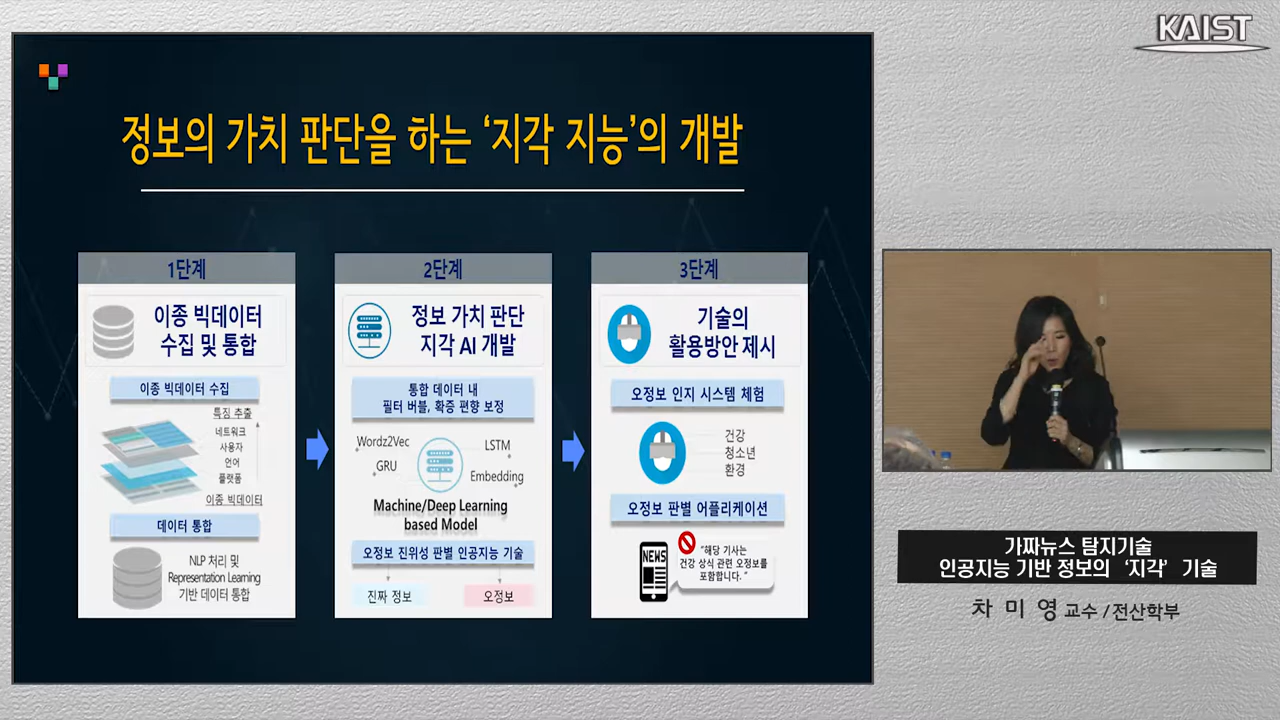 KAIST
정보의 가치 판단을 하는 ‘지각 지능’의 개발
1단계
이종 빅데이터
수집 및 통합
이종 빅데이터 수집
특징 추출
네트워크
사용자
언어
플랫폼
이종 빅데이터
데이터 통합
NLP 처리 및
Representation Learning
기반 데이터 통합
2단계
정보 가치 판단
지각 AI 개발
통합 데이터 내
필터 버블, 확증 편향 보정
Wordz2Vec
LSTM
GRU
Embedding
Machine/Deep Learning
based Model
오정보 진위성 판별 인공지능 기술
진짜 정보
오정보
3단계
기술의
활용방안 제시
오정보 인지 시스템 체험
건강
청소년
환경
오정보 판별 어플리케이션
NEWS
“해당 기사는
건강 상식 관련 오정보를
포함합니다. ”
가짜뉴스 탐지기술
인공지능 기반 정보의 ‘지각’ 기술
차 미 영 교수 / 전산학부